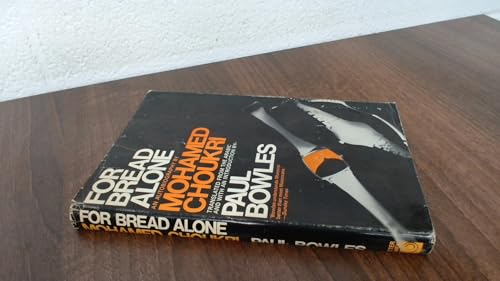 FOR
BREAD
ALONE
AN AUTOBIOGRAPHY BY
MOHAMED
CHOUKRI
TRANSLATED FROM THE ARABIC
AND WITH AN INTRODUCTION BY
PAUL
BOWLES
FOR BREAD ALONE
MOHAMED CHOUKRI
PAUL BOWLES